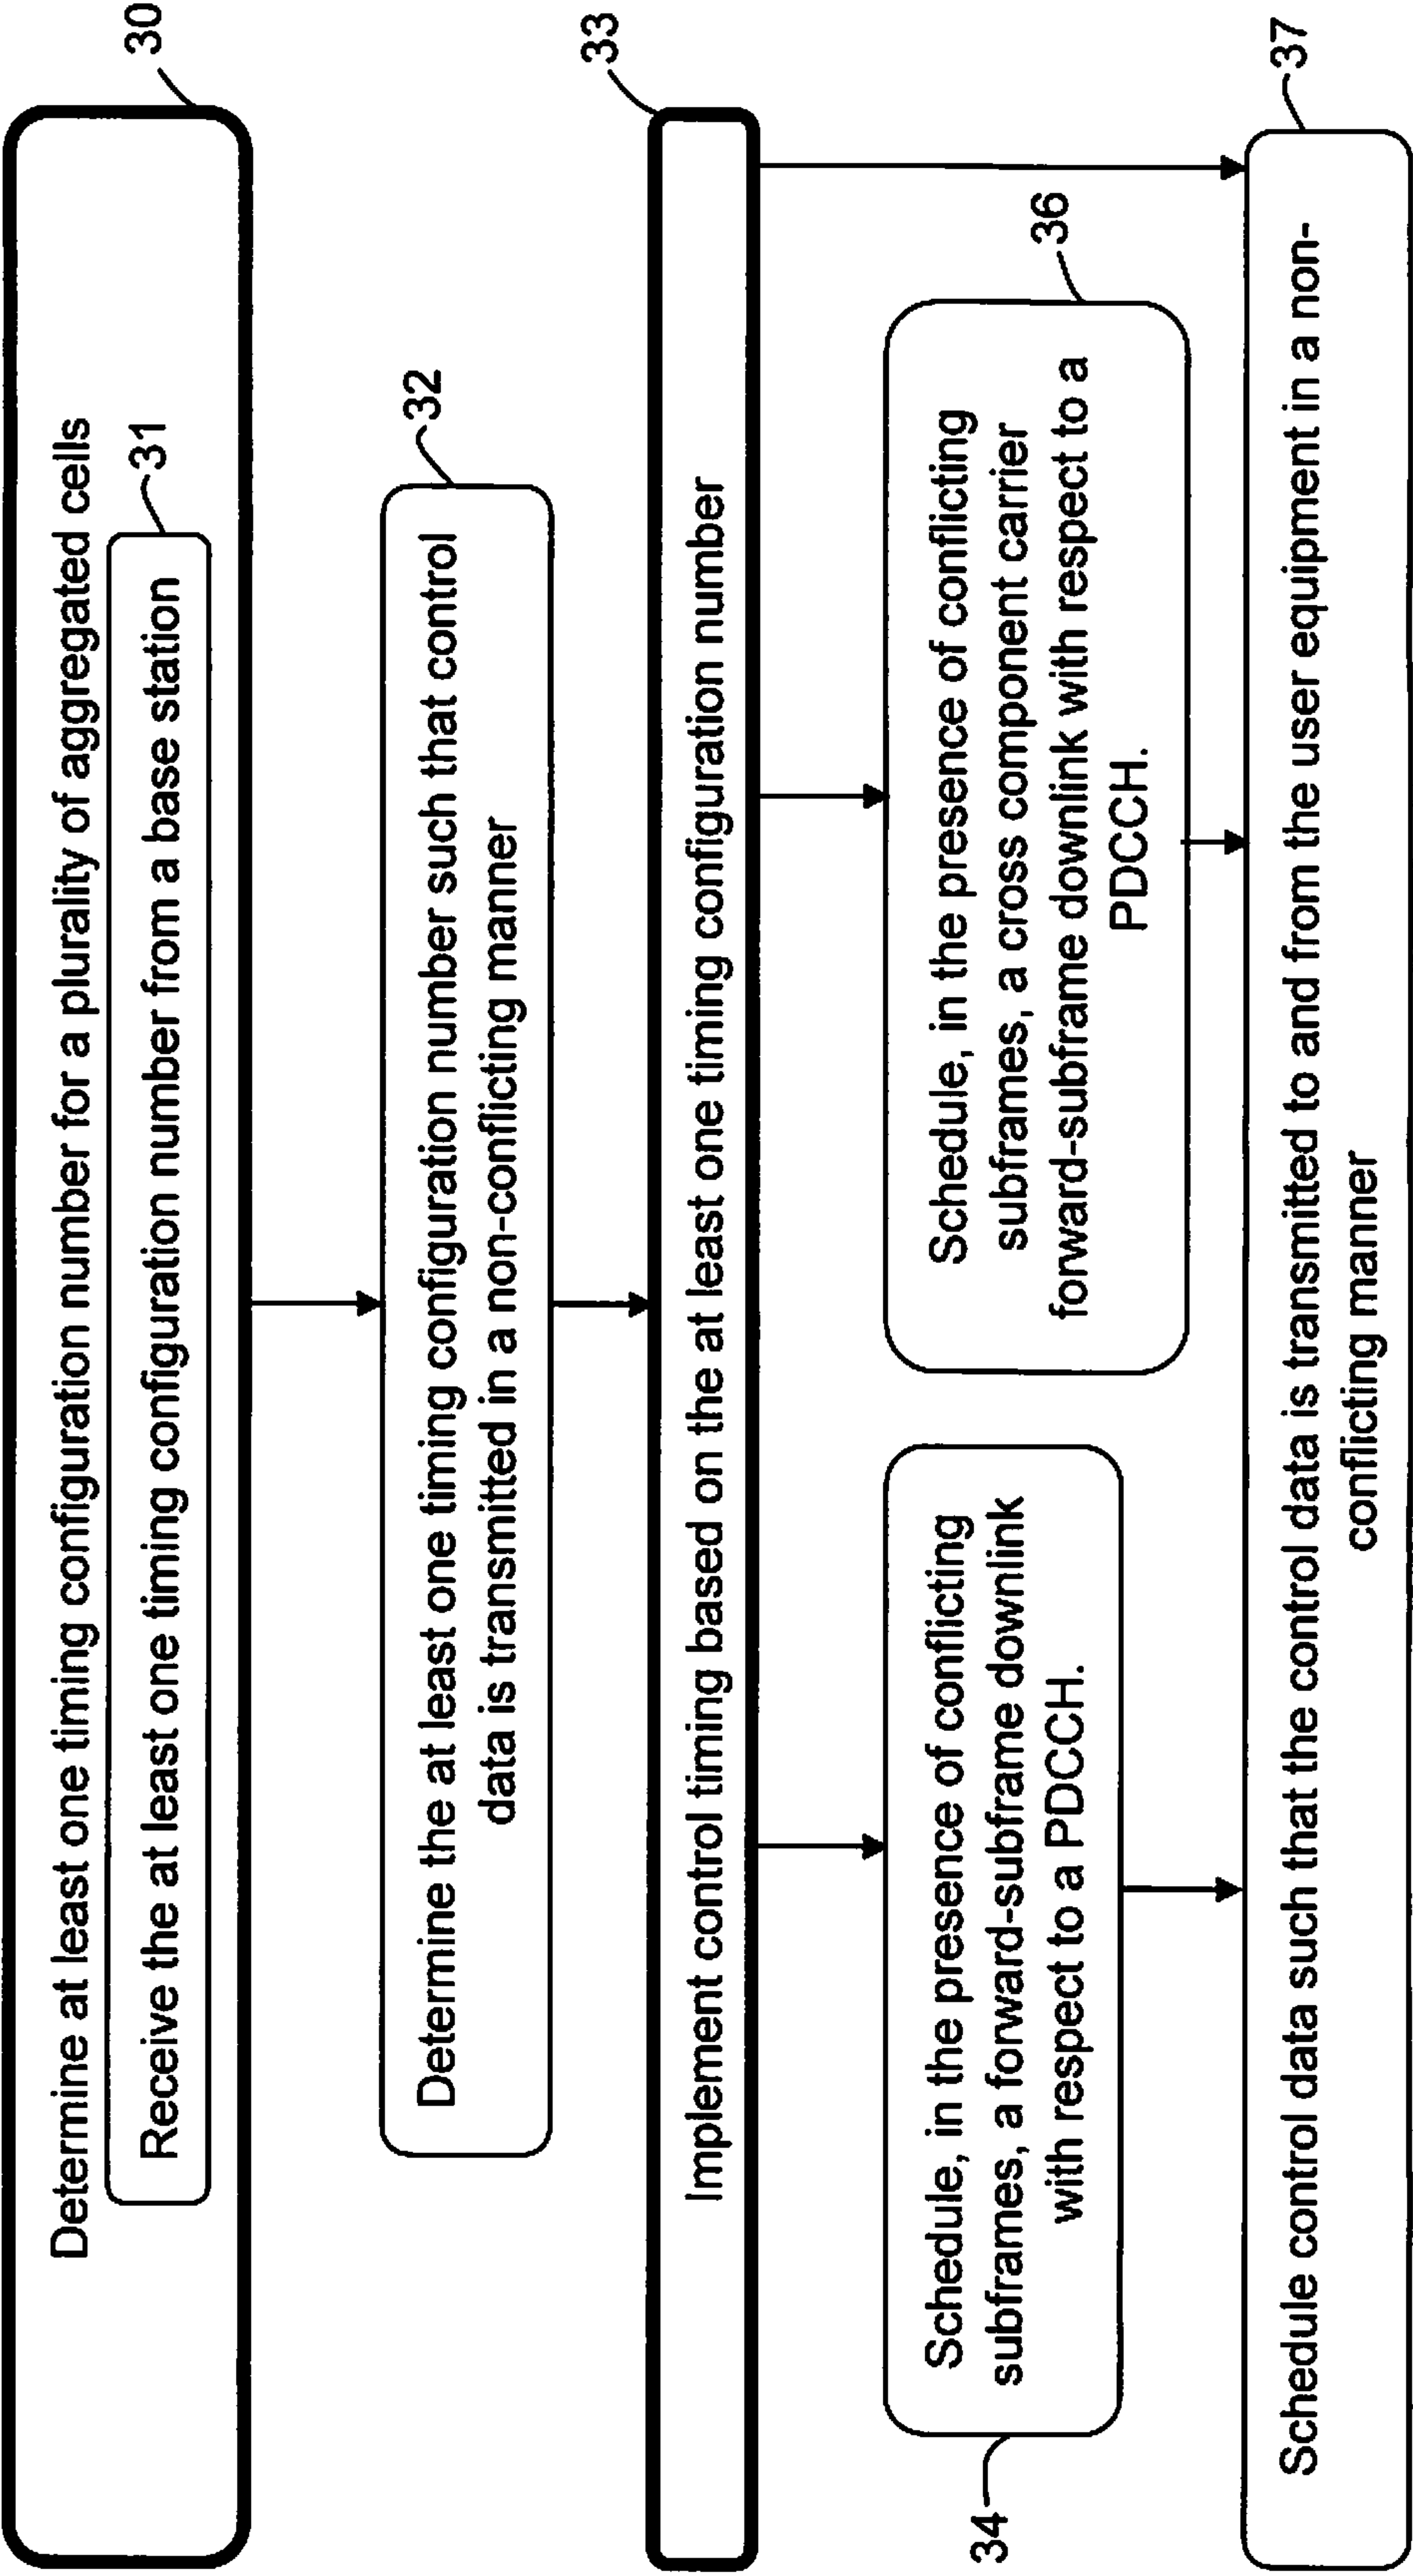 30
Determine at least one timing configuration number for a plurality of aggregated cells
31
Receive the at least one timing configuration number from a base station
32
Determine the at least one timing configuration number such that control
data is transmitted in a non-conflicting manner
33
Implement control timing based on the at least one timing configuration number
34
Schedule, in the presence of conflicting
subframes, a forward-subframe downlink
with respect to a PDCCH.
36
Schedule, in the presence of conflicting
subframes, a cross component carrier
forward-subframe downlink with respect to a
PDCCH.
37
Schedule control data such that the control data is transmitted to and from the user equipment in a non-
conflicting manner